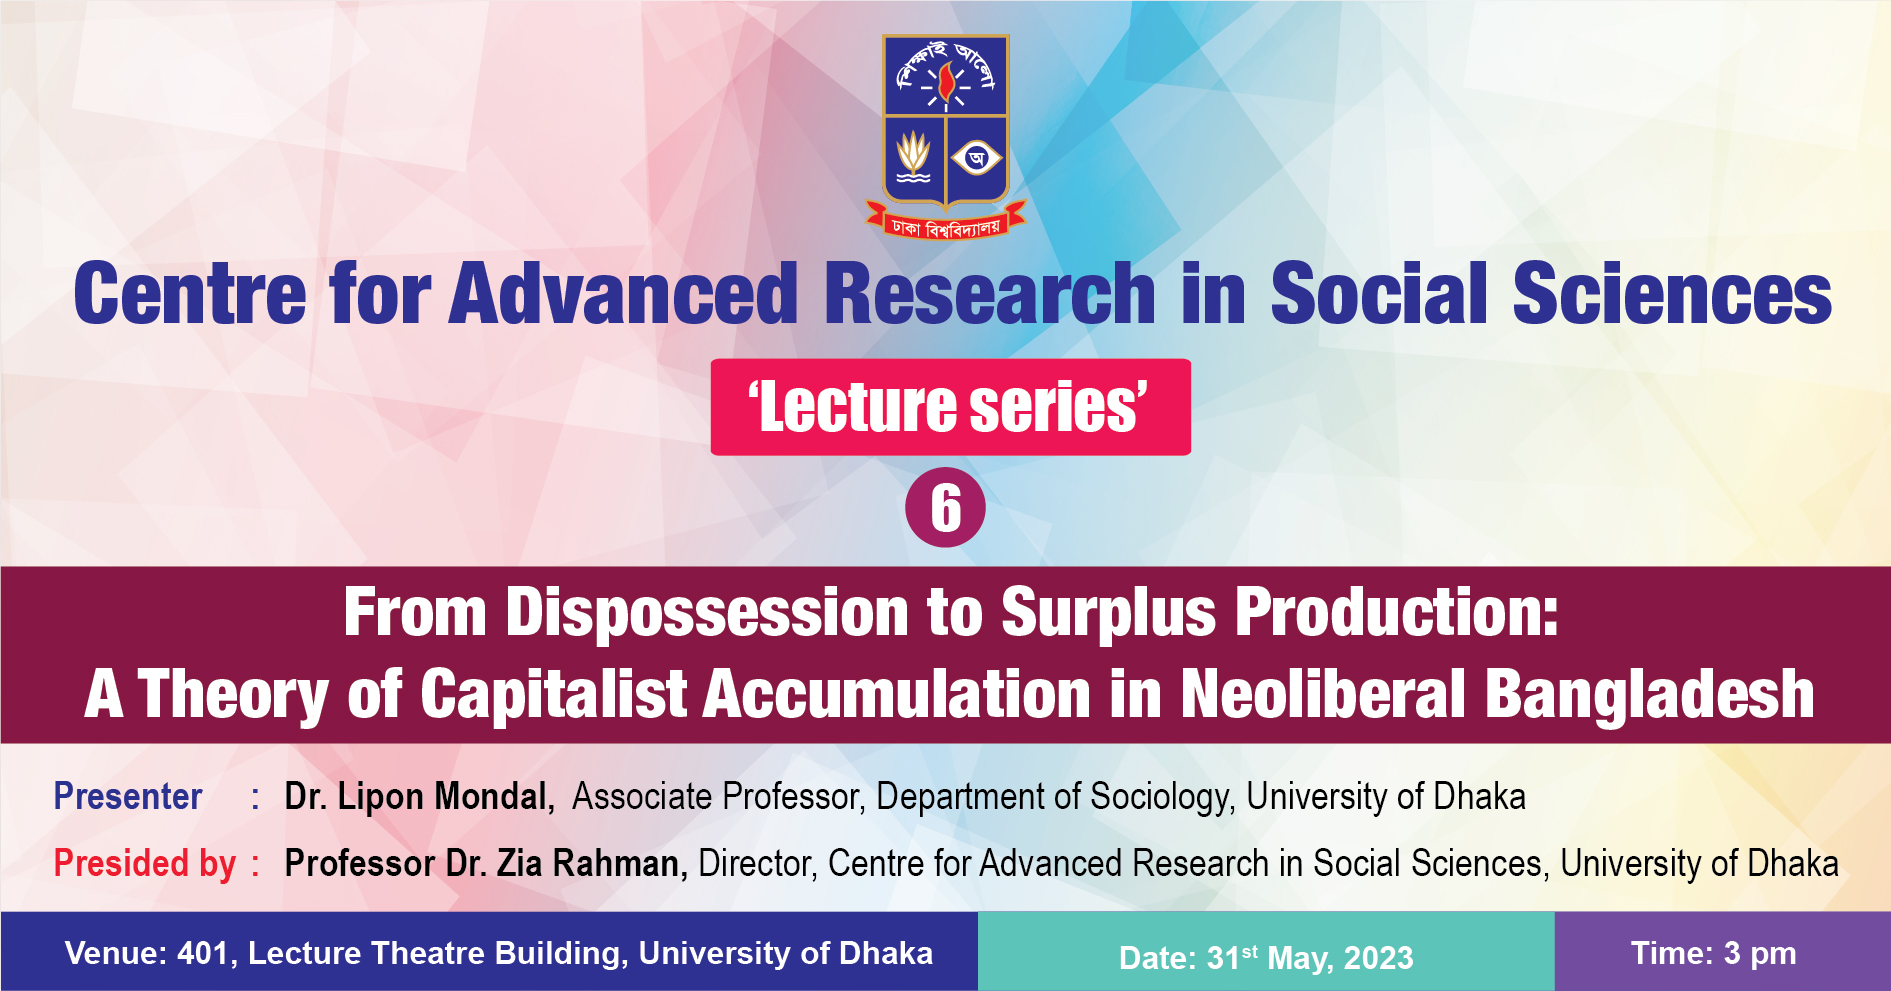 শিক্ষাই আলো
অ
ঢাকা বিশ্ববিদ্যালয়
Centre for Advanced Research in Social Sciences
‘Lecture series’
6
From Dispossession to Surplus Production:
A Theory of Capitalist Accumulation in Neoliberal Bangladesh
Presenter : Dr. Lipon Mondal, Associate Professor, Department of Sociology, University of Dhaka
Presided by : Professor Dr. Zia Rahman, Director, Centre for Advanced Research in Social Sciences, University of Dhaka
Venue: 401, Lecture Theatre Building, University of Dhaka Date: 31st May, 2023 Time: 3 pm